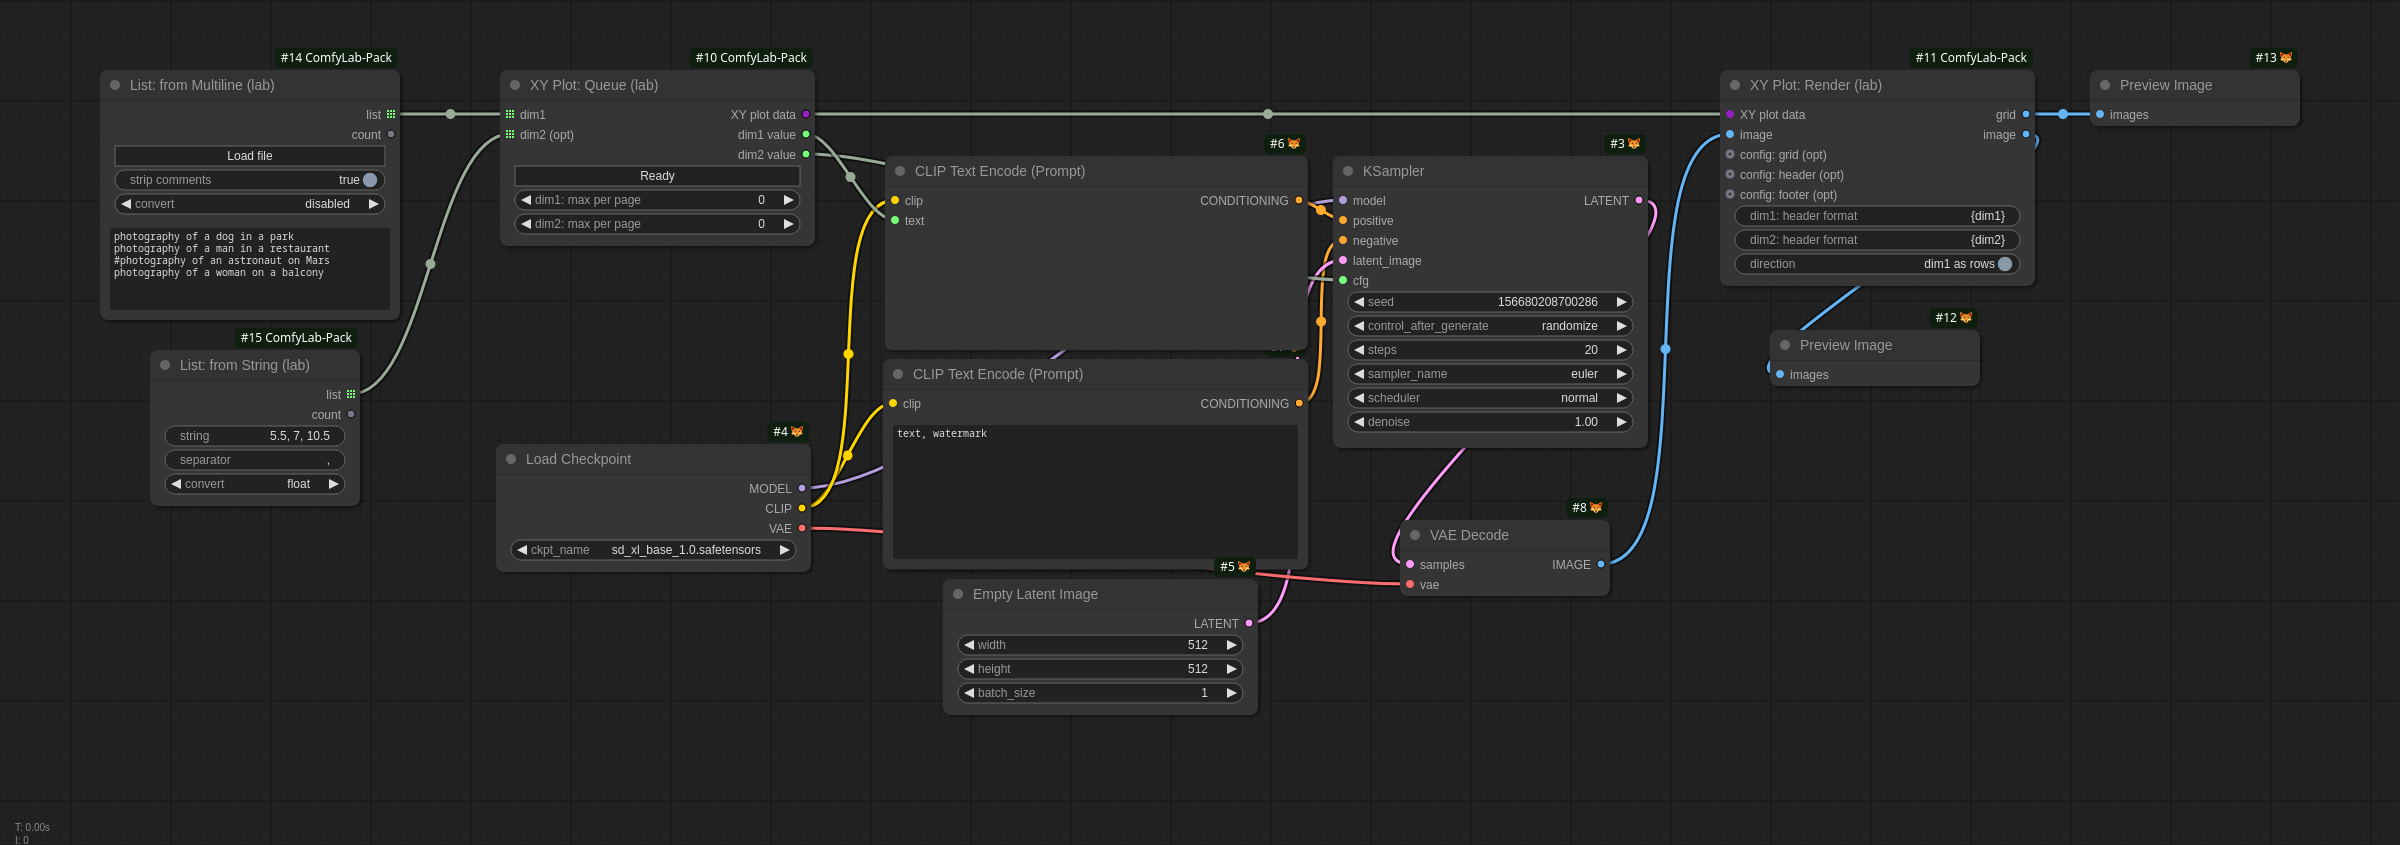 #14 ComfyLab-Pack
List: from Multiline (lab)
list
count
Load file
strip comments true
convert disabled
photography of a dog in a park
photography of a man in a restaurant
#photography of an astronaut on Mars
photography of a woman on a balcony
#15 ComfyLab-Pack
List: from String (lab)
list
count
string 5.5, 7, 10.5
separator ,
convert float
#10 ComfyLab-Pack
XY Plot: Queue (lab)
dim1 XY plot data
dim2 (opt) dim1 value
dim2 value
Ready
dim1: max per page 0
dim2: max per page 0
#4
Load Checkpoint
MODEL
CLIP
VAE
ckpt_name sd_xl_base_1.0.safetensors
#6
CLIP Text Encode (Prompt)
clip CONDITIONING
text
CLIP Text Encode (Prompt)
clip CONDITIONING
text, watermark
#5
Empty Latent Image
LATENT
width 512
height 512
batch_size 1
#3
KSampler
model LATENT
positive
negative
latent_image
cfg
seed 156680208700286
control_after_generate randomize
steps 20
sampler_name euler
scheduler normal
denoise 1.00
#8
VAE Decode
samples IMAGE
vae
#11 ComfyLab-Pack
XY Plot: Render (lab)
XY plot data grid
image image
config: grid (opt)
config: header (opt)
config: footer (opt)
dim1: header format {dim1}
dim2: header format {dim2}
direction dim1 as rows
#12
Preview Image
images
#13
Preview Image
images
T: 0.00s
I: 0